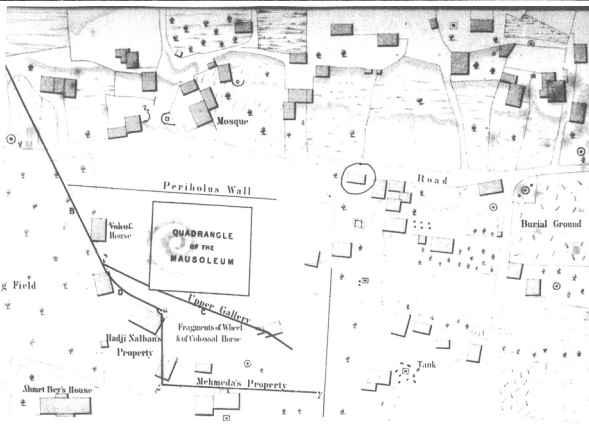 Mosque
Road
Peribolus Wall
Burial Ground
B
House
QUADRANGLE
OF THE
MAUSOLEUM
g Field
D
Upper Gallery
C
Fragments of Wheel
& of Colossal Horse
Hadji Nalban's
Property
Tank
Mehmeda's Property
Ahmet Bey's House